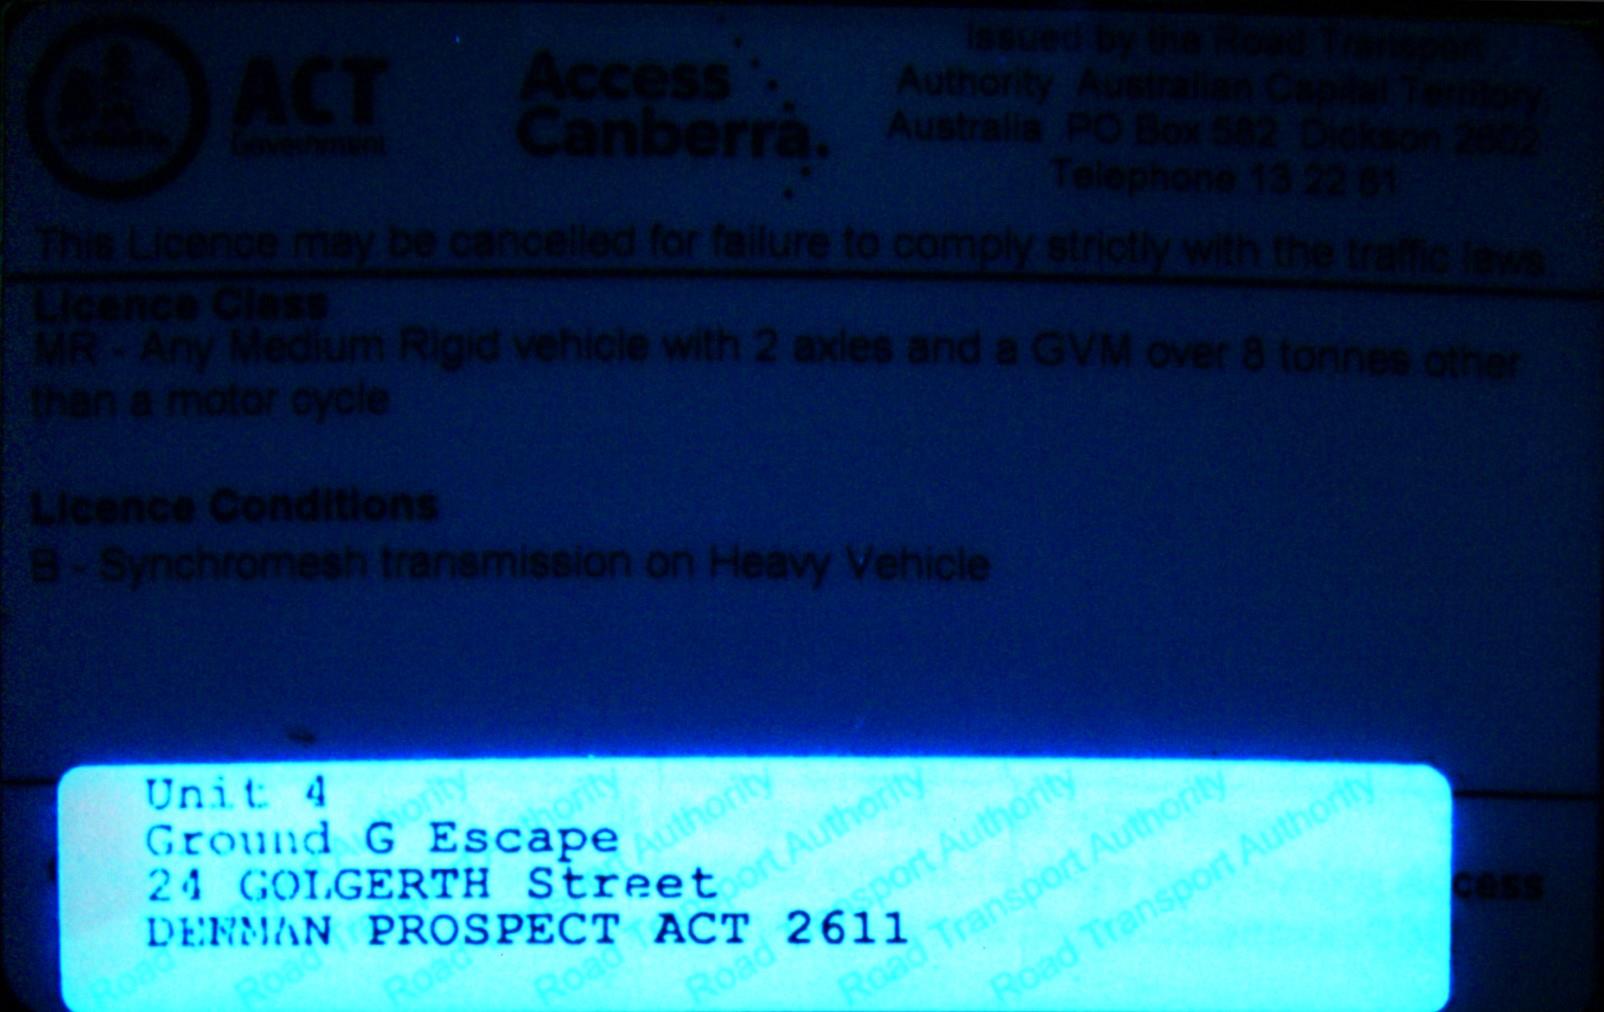 ACT
Government
Access
Canberra.
Issued by the Road Transport
Authority Australian Capital Territory,
Australia PO Box 582 Dickson 2602
Telephone 13 22 81
This Licence may be cancelled for failure to comply strictly with the traffic laws
Licence Class
MR - Any Medium Rigid vehicle with 2 axles and a GVM over 8 tonnes other
than a motor cycle
Licence Conditions
B - Synchromesh transmission on Heavy Vehicle
Unit 4
Ground G Escape
24 GOLGERTH Street
DENMAN PROSPECT ACT 2611
Road Transport Authority
Road Transport Authority
Road Transport Authority
Road Transport Authority
Road Transport Authority
Road Transport Authority
Road Transport Authority